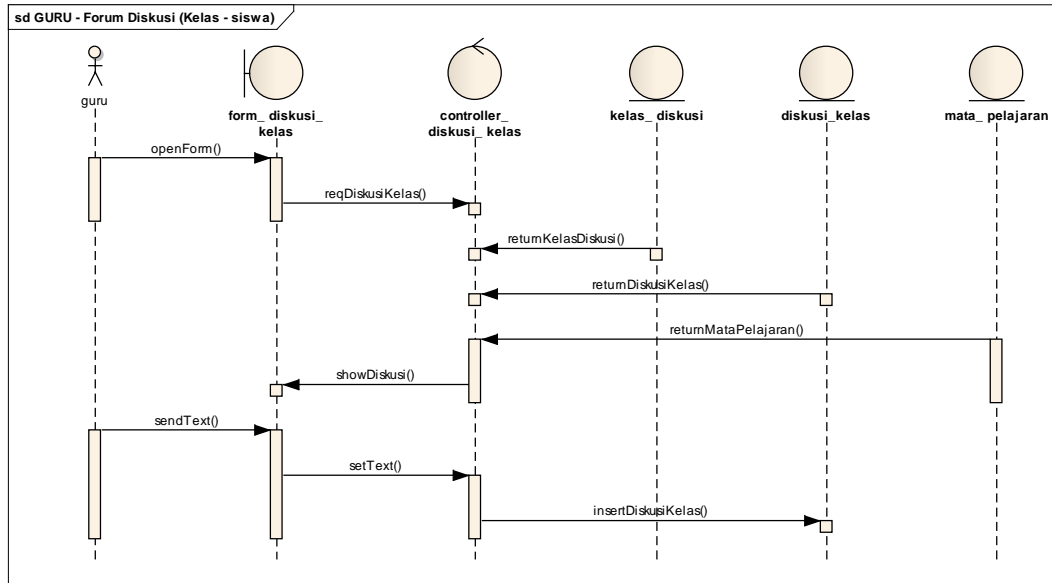 sd GURU - Forum Diskusi (Kelas - siswa)
guru
form_ diskusi_
kelas
controller_
diskusi_ kelas
kelas_ diskusi
diskusi_kelas
mata_ pelajaran
openForm()
reqDiskusiKelas()
returnKelasDiskusi()
returnDiskusiKelas()
returnMataPelajaran()
showDiskusi()
sendText()
setText()
insertDiskusiKelas()